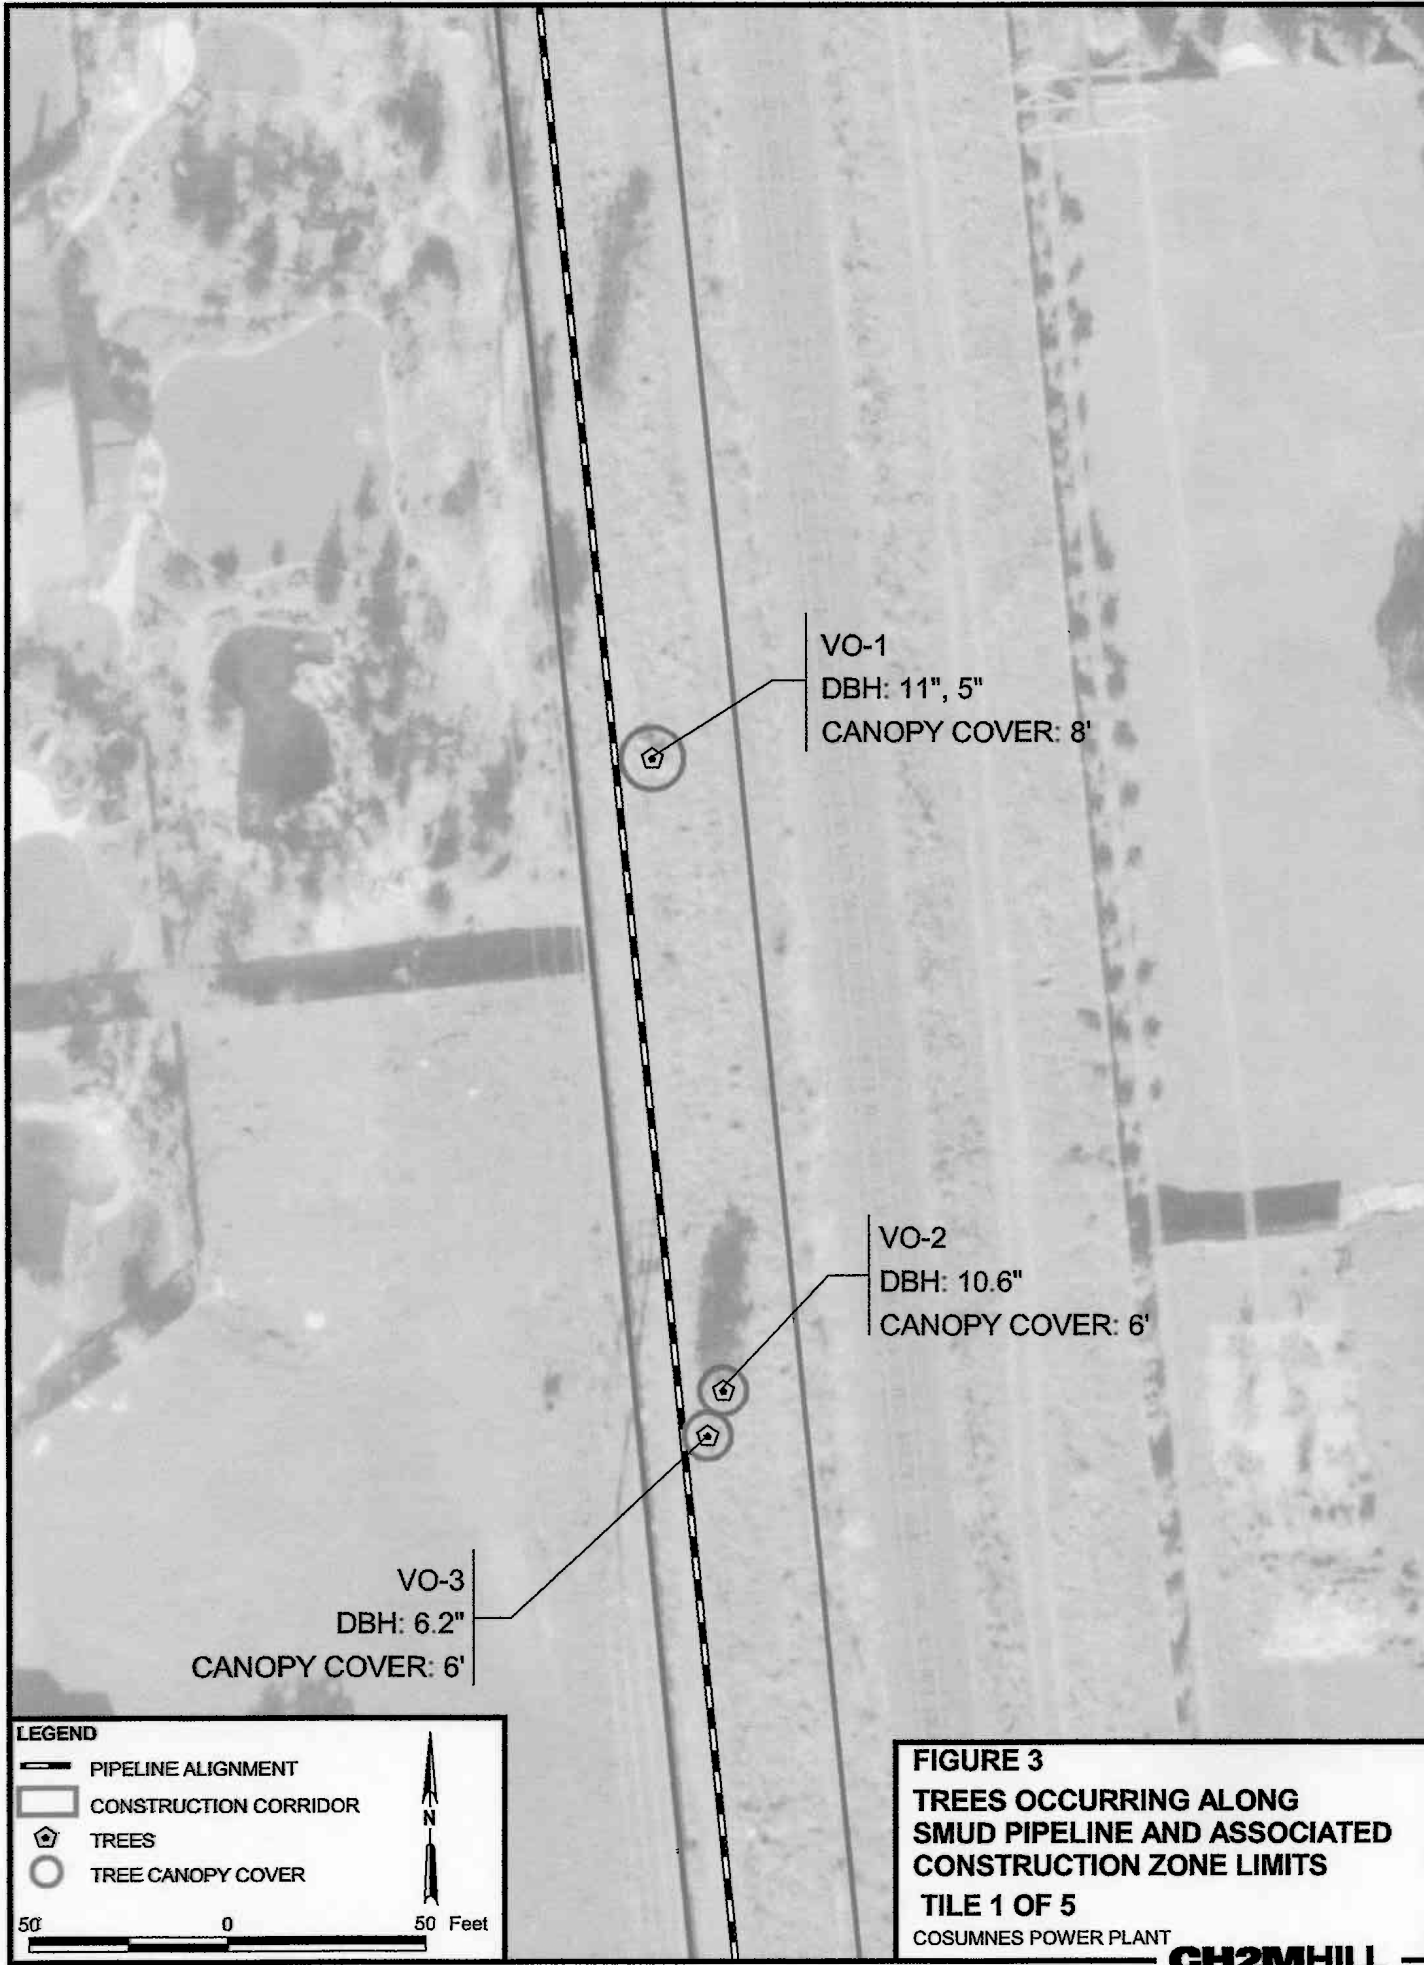 VO-1
DBH: 11", 5"
CANOPY COVER: 8'
VO-2
DBH: 10.6"
CANOPY COVER: 6'
VO-3
DBH: 6.2"
CANOPY COVER: 6'
LEGEND
PIPELINE ALIGNMENT
CONSTRUCTION CORRIDOR
TREES
TREE CANOPY COVER
N
50 0 50 Feet
FIGURE 3
TREES OCCURRING ALONG
SMUD PIPELINE AND ASSOCIATED
CONSTRUCTION ZONE LIMITS
TILE 1 OF 5
COSUMNES POWER PLANT
CH2MHILL